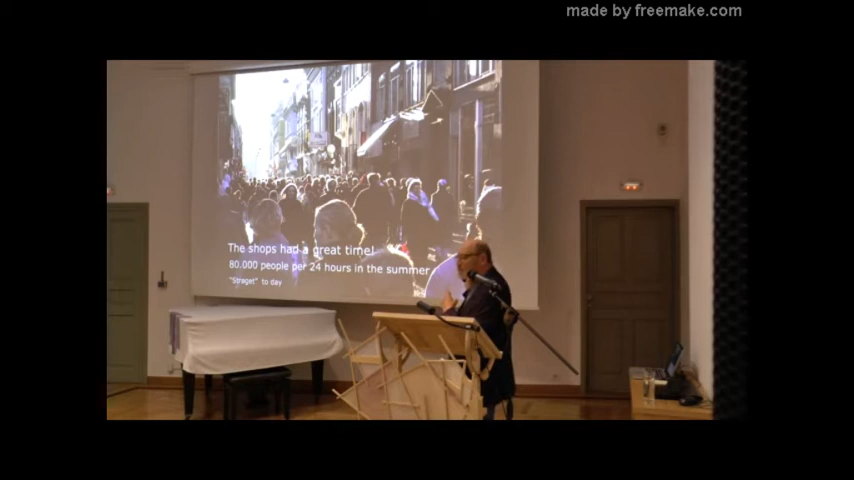 made by freemake.com
The shops had a great time!
80.000 people per 24 hours in the summer
"Strøget" to day